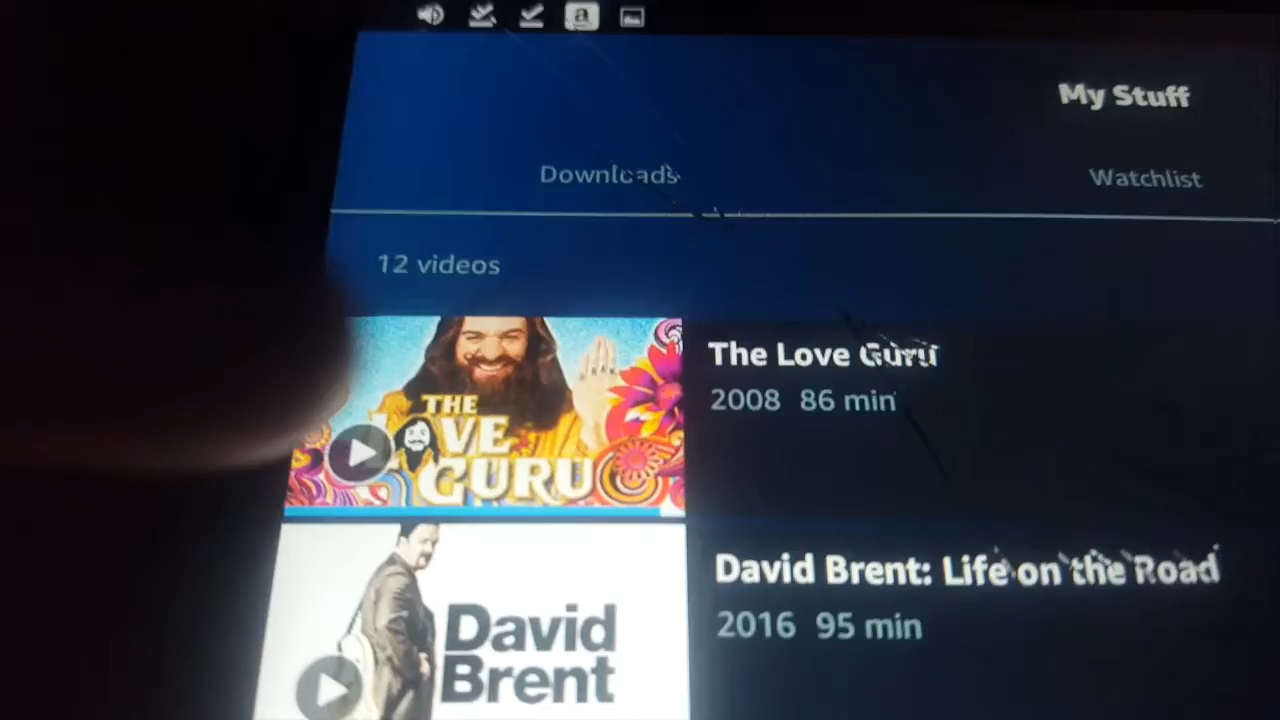 a
My Stuff
Downloads
Watchlist
12 videos
THE
LOVE
GURU
The Love Guru
2008 86 min
David
Brent
David Brent: Life on the Road
2016 95 min